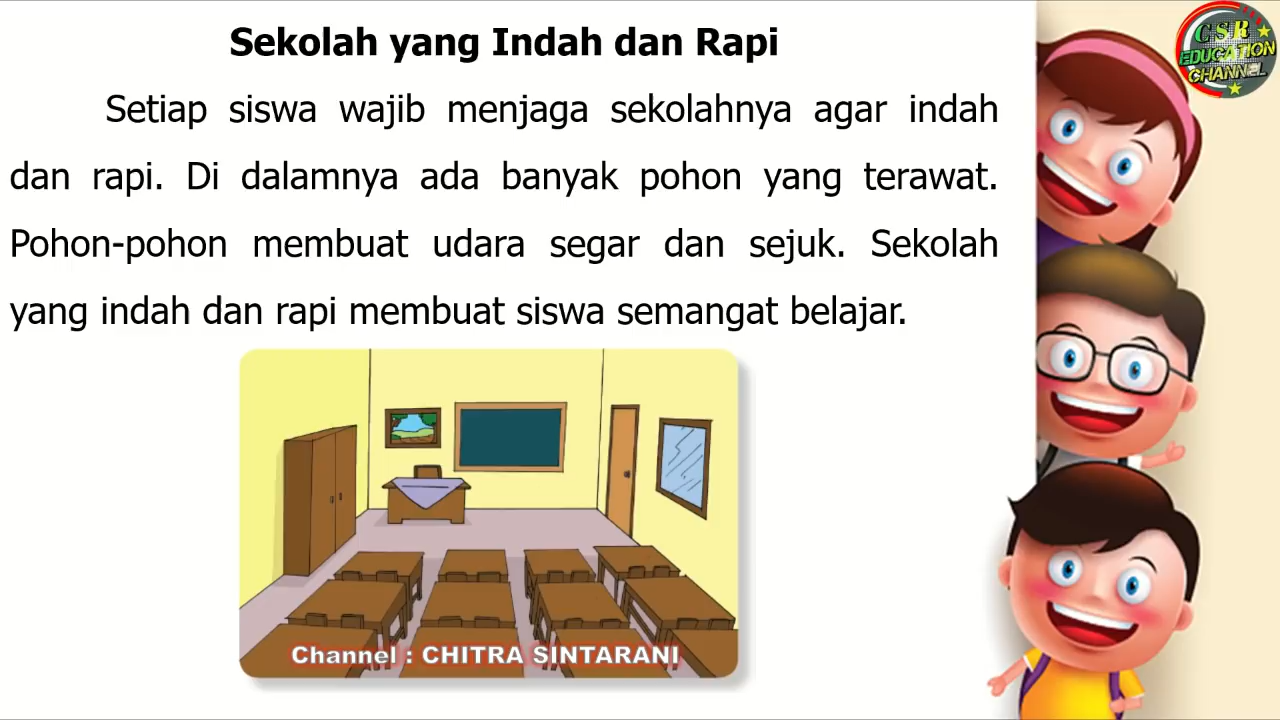 Sekolah yang Indah dan Rapi
Setiap siswa wajib menjaga sekolahnya agar indah
dan rapi. Di dalamnya ada banyak pohon yang terawat.
Pohon-pohon membuat udara segar dan sejuk. Sekolah
yang indah dan rapi membuat siswa semangat belajar.
Channel : CHITRA SINTARANI
CSR
EDUCATION
CHANNEL